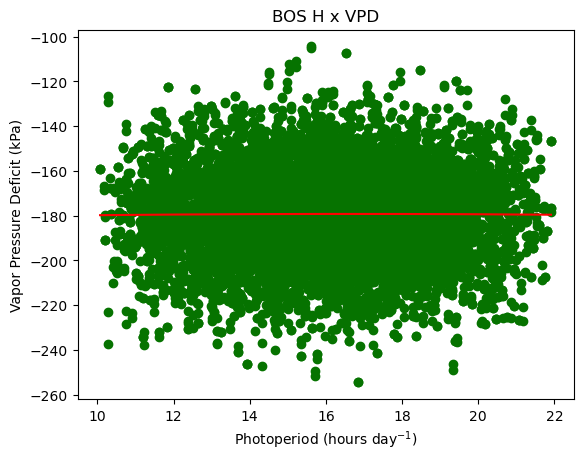 BOS H x VPD
Vapor Pressure Deficit (kPa)
−100
−120
−140
−160
−180
−200
−220
−240
−260
10 12 14 16 18 20 22
Photoperiod (hours day⁻¹)